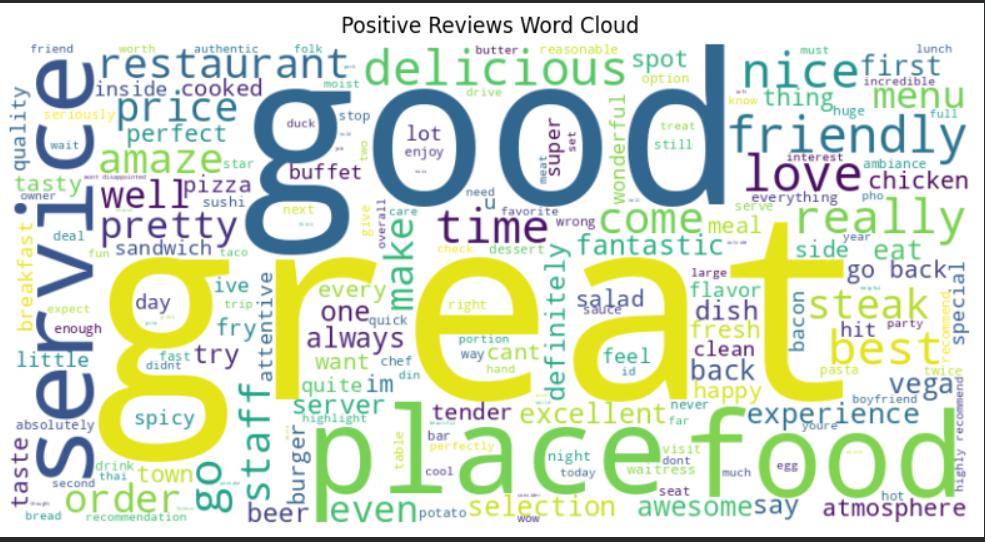 Positive Reviews Word Cloud
friend worth authentic folk butter reasonable must lunch
restaurant delicious spot nice first
inside cooked moist drive option incredible
service quality seriously price good thing menu
know huge full
wait perfect duck stop lot super set wonderful treat friendly
amaze star two enjoy meat still interest ambiance
tasty want disappointed well pizza buffet love chicken
owner sushi need u favorite everything pho
deal pretty next give overall care time wrong come meal serve really
breakfast fun sandwich taco make check dessert fantastic year side eat
great large go back
day ive trip attentive every definitely salad flavor bacon steak special
expect enough fry one quick right sauce dish hit party recommend
little fast try always portion fresh clean best
didnt want chef way cant feel back pasta twice
quite im din hand id happy vega
spicy server highlight tender excellent never far experience boyfriend
absolutely staff place food youre highly recommend
taste drink town burger table bar perfectly night visit
second thai go cool today waitress dont much egg
order seat hot
bread recommendation beer even potato selection wow awesome say atmosphere